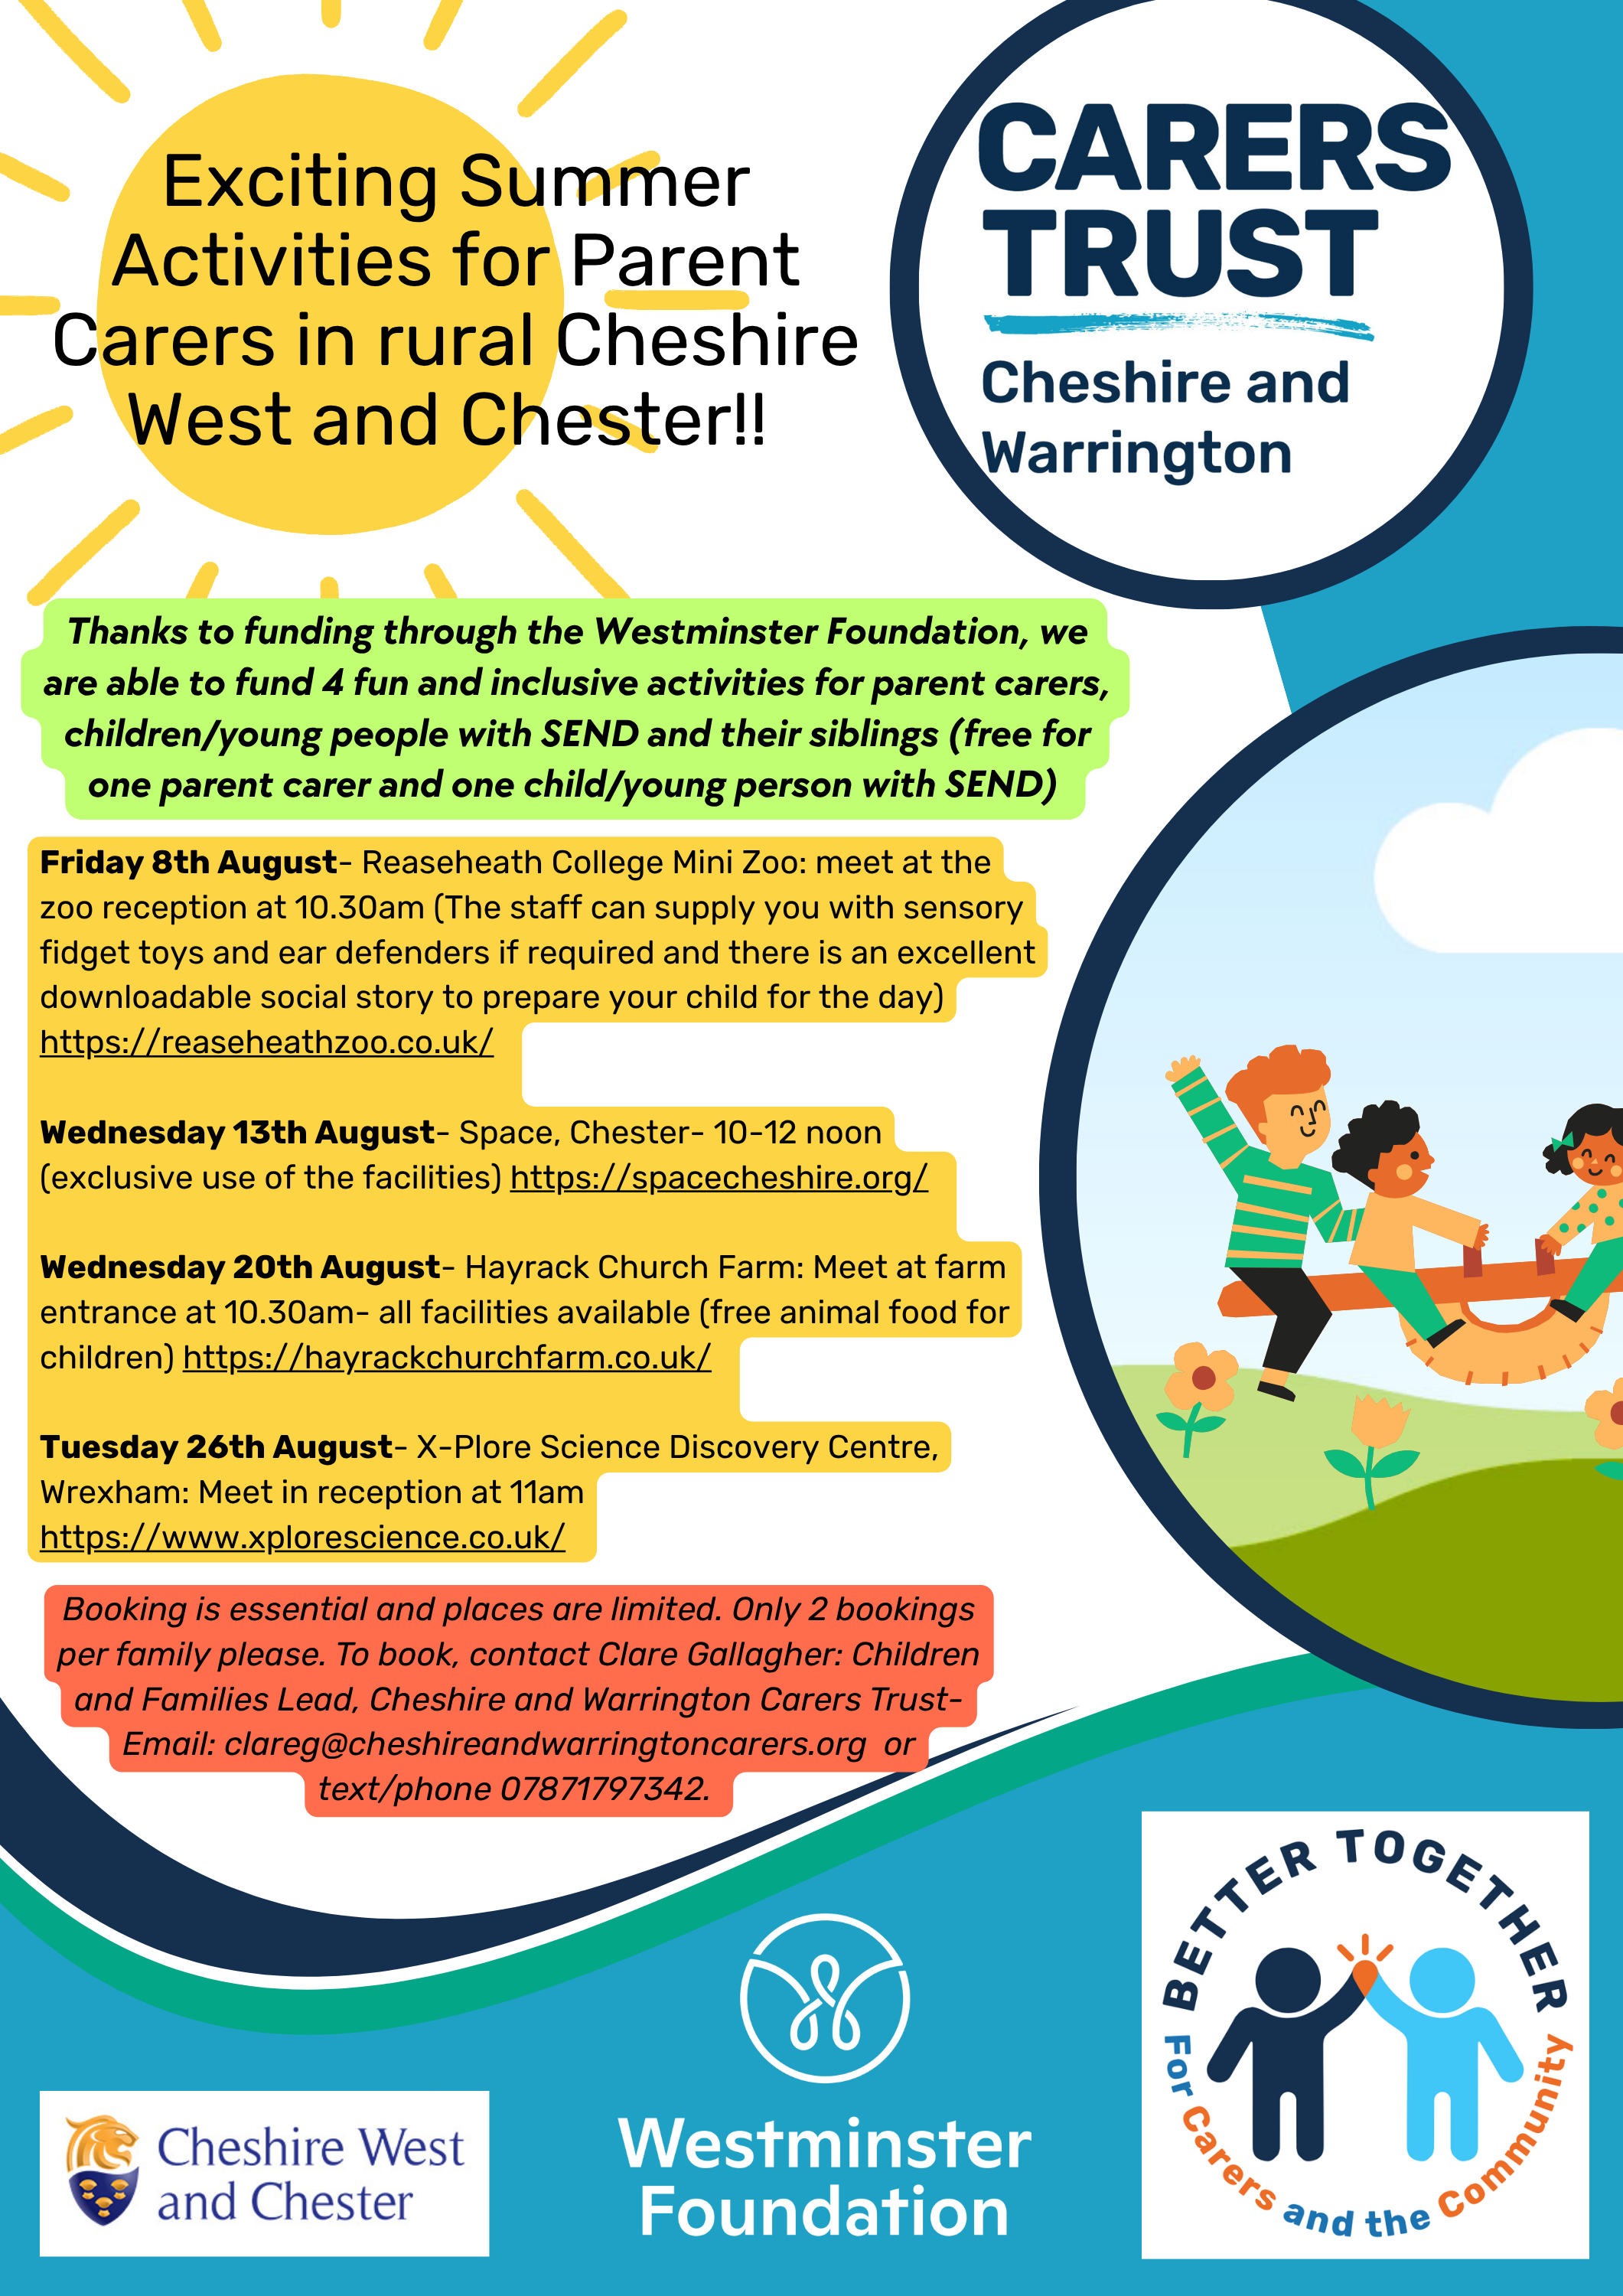 Exciting Summer
Activities for Parent
Carers in rural Cheshire
West and Chester!!
CARERS
TRUST
Cheshire and
Warrington
Thanks to funding through the Westminster Foundation, we
are able to fund 4 fun and inclusive activities for parent carers,
children/young people with SEND and their siblings (free for
one parent carer and one child/young person with SEND)
Friday 8th August- Reaseheath College Mini Zoo: meet at the
zoo reception at 10.30am (The staff can supply you with sensory
fidget toys and ear defenders if required and there is an excellent
downloadable social story to prepare your child for the day)
https://reaseheathzoo.co.uk/
Wednesday 13th August- Space, Chester- 10-12 noon
(exclusive use of the facilities) https://spacecheshire.org/
Wednesday 20th August- Hayrack Church Farm: Meet at farm
entrance at 10.30am- all facilities available (free animal food for
children) https://hayrackchurchfarm.co.uk/
Tuesday 26th August- X-Plore Science Discovery Centre,
Wrexham: Meet in reception at 11am
https://www.xplorescience.co.uk/
Booking is essential and places are limited. Only 2 bookings
per family please. To book, contact Clare Gallagher: Children
and Families Lead, Cheshire and Warrington Carers Trust-
Email: clareg@cheshireandwarringtoncarers.org or
text/phone 07871797342.
Cheshire West
and Chester
Westminster
Foundation
BETTER TOGETHER
For Carers and the Community